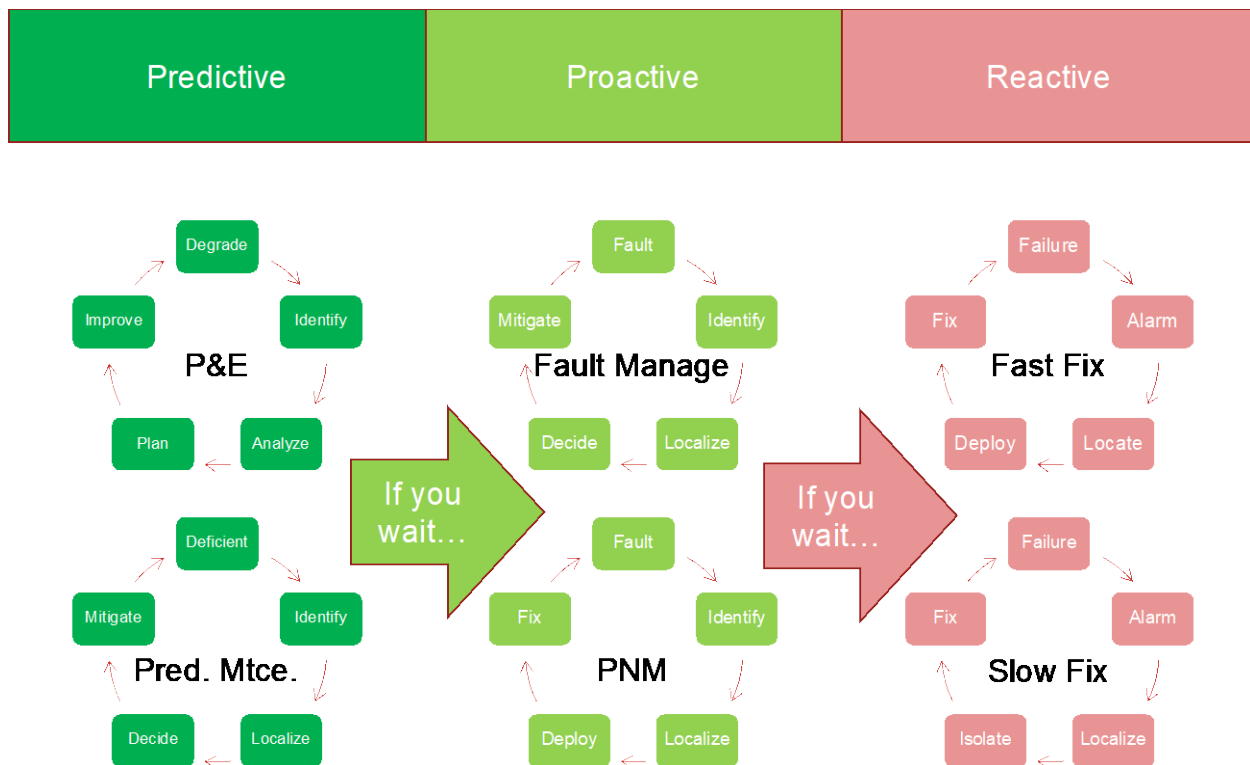 Predictive
Proactive
Reactive
Degrade
Improve
Identify
P&E
Plan
Analyze
Fault
Mitigate
Identify
Fault Manage
Decide
Localize
Failure
Fix
Alarm
Fast Fix
Deploy
Locate
If you
wait…
If you
wait…
Deficient
Mitigate
Identify
Pred. Mtce.
Decide
Localize
Fault
Fix
Identify
PNM
Deploy
Localize
Failure
Fix
Alarm
Slow Fix
Isolate
Localize